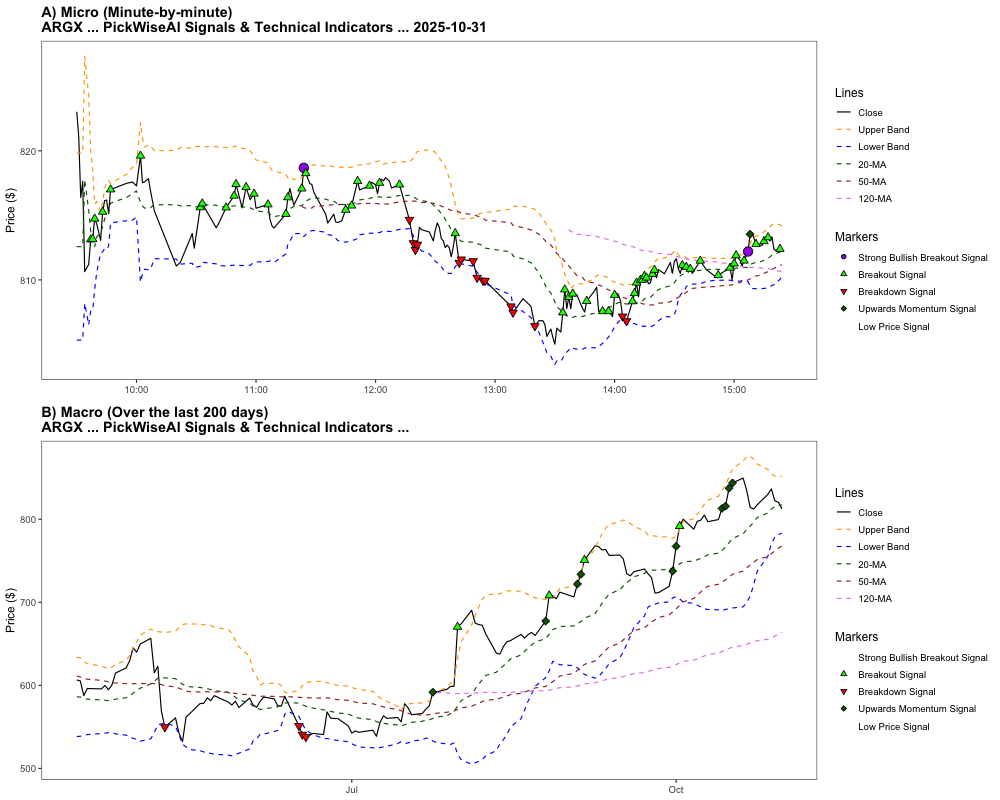 A) Micro (Minute-by-minute)
ARGX ... PickWiseAI Signals & Technical Indicators ... 2025-10-31
Price ($)
820
810
10:00
11:00
12:00
13:00
14:00
15:00
Lines
Close
Upper Band
Lower Band
20-MA
50-MA
120-MA
Markers
Strong Bullish Breakout Signal
Breakout Signal
Breakdown Signal
Upwards Momentum Signal
Low Price Signal
B) Macro (Over the last 200 days)
ARGX ... PickWiseAI Signals & Technical Indicators ...
Price ($)
800
700
600
500
Jul
Oct
Lines
Close
Upper Band
Lower Band
20-MA
50-MA
120-MA
Markers
Strong Bullish Breakout Signal
Breakout Signal
Breakdown Signal
Upwards Momentum Signal
Low Price Signal